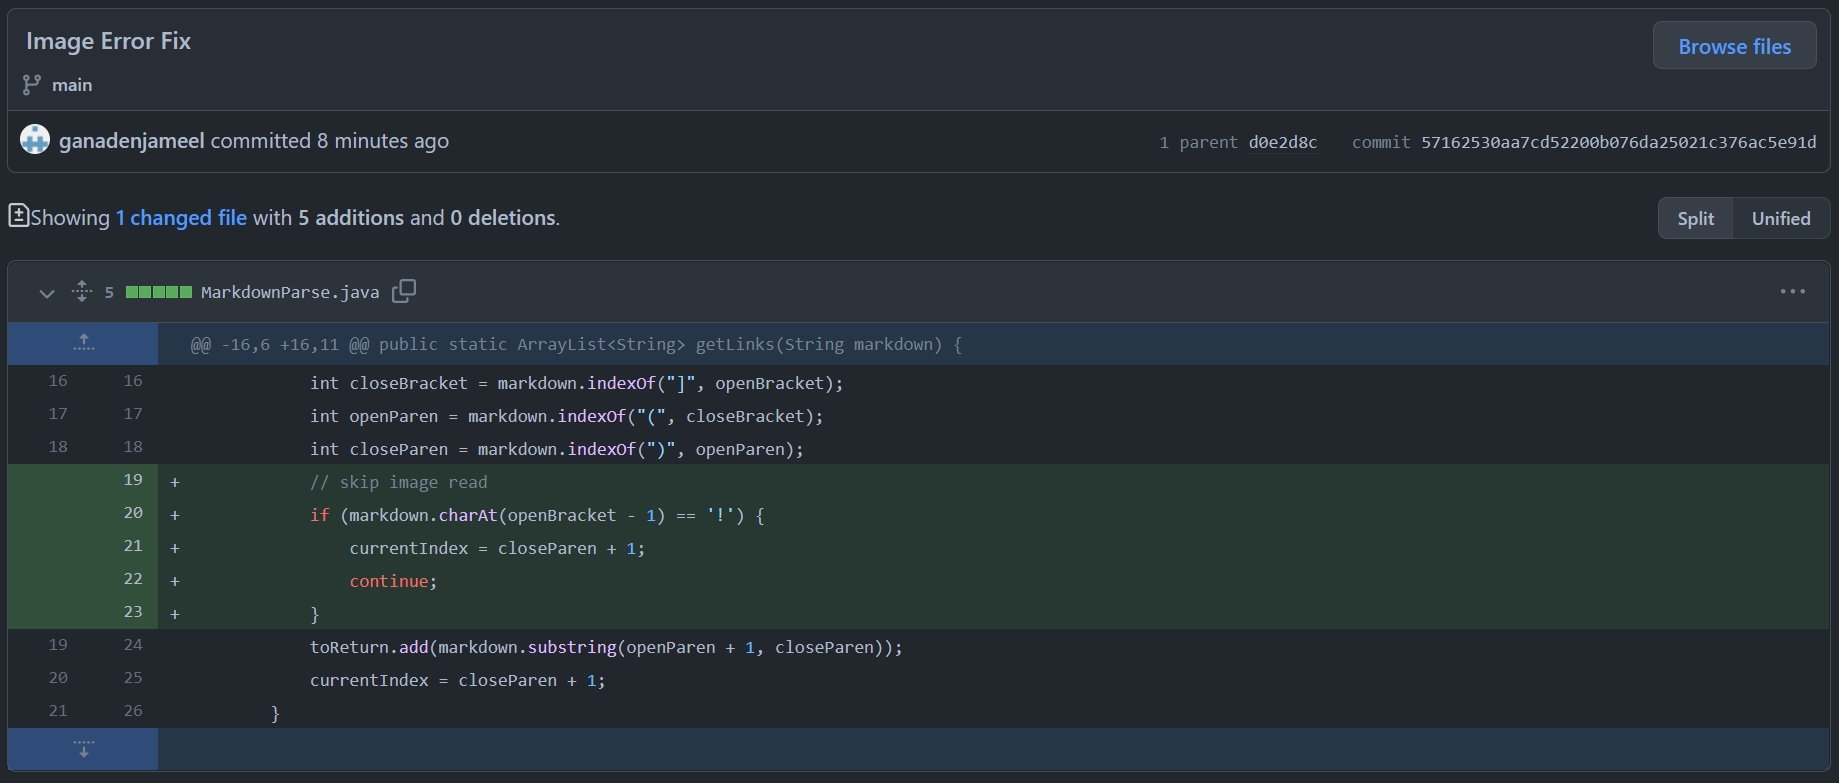 Image Error Fix
Browse files
main
ganadenjameel committed 8 minutes ago
1 parent d0e2d8c commit 57162530aa7cd52200b076da25021c376ac5e91d
Showing 1 changed file with 5 additions and 0 deletions.
Split Unified
5 MarkdownParse.java
@@ -16,6 +16,11 @@ public static ArrayList<String> getLinks(String markdown) {
16 16 int closeBracket = markdown.indexOf("]", openBracket);
17 17 int openParen = markdown.indexOf("(", closeBracket);
18 18 int closeParen = markdown.indexOf(")", openParen);
19 + // skip image read
20 + if (markdown.charAt(openBracket - 1) == '!') {
21 + currentIndex = closeParen + 1;
22 + continue;
23 + }
19 24 toReturn.add(markdown.substring(openParen + 1, closeParen));
20 25 currentIndex = closeParen + 1;
21 26 }